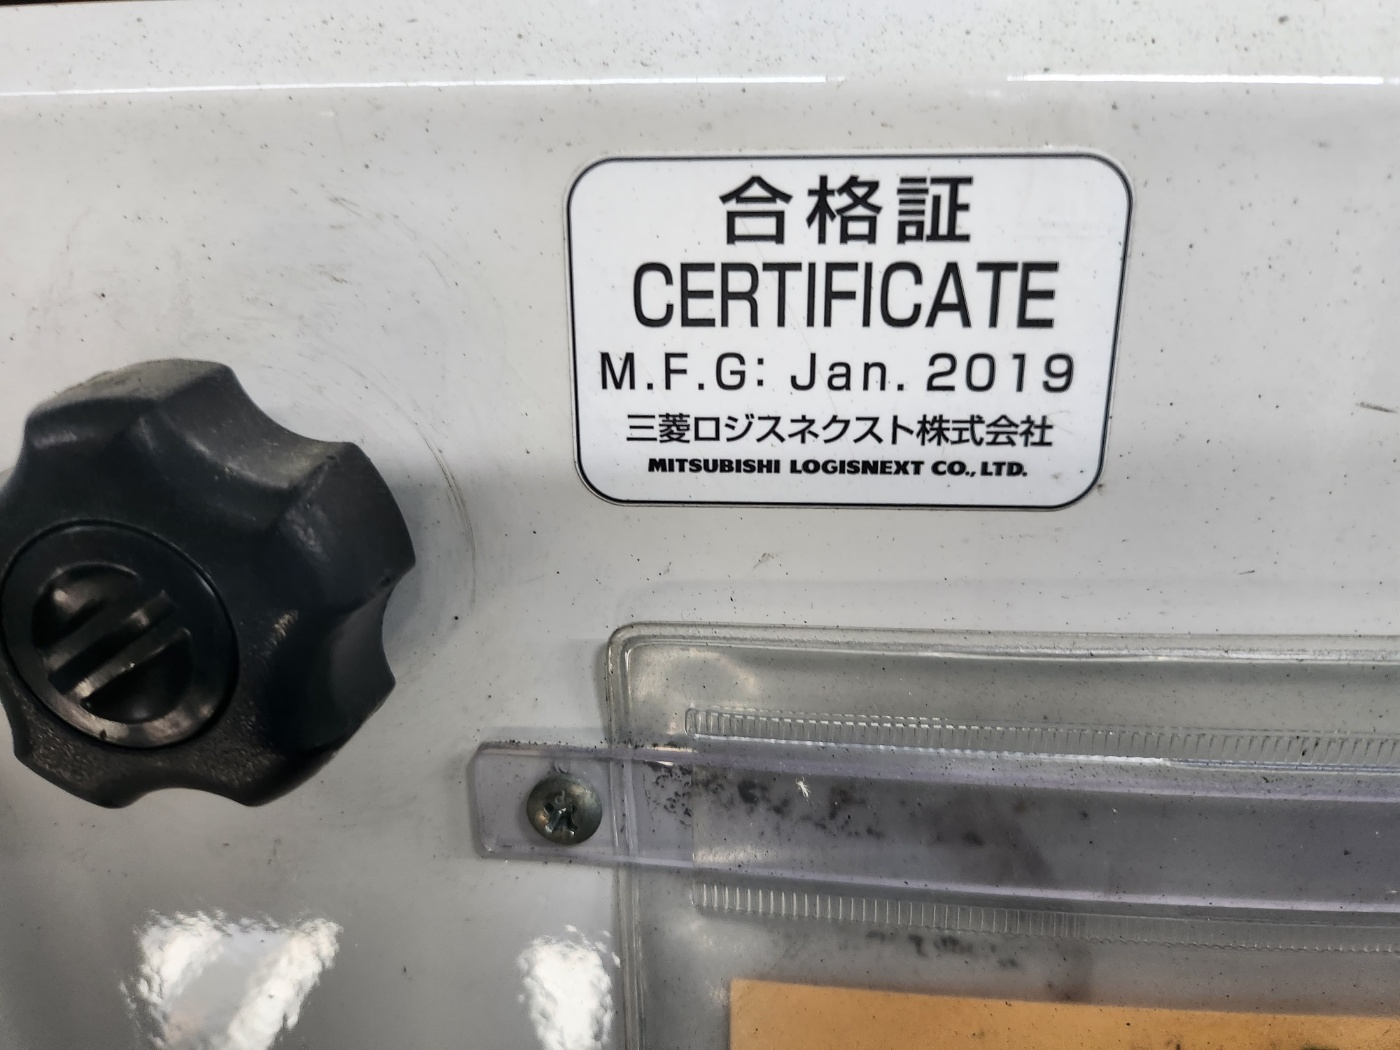 合格証
CERTIFICATE
M.F.G: Jan. 2019
三菱ロジスネクスト株式会社
MITSUBISHI LOGISNEXT CO., LTD.